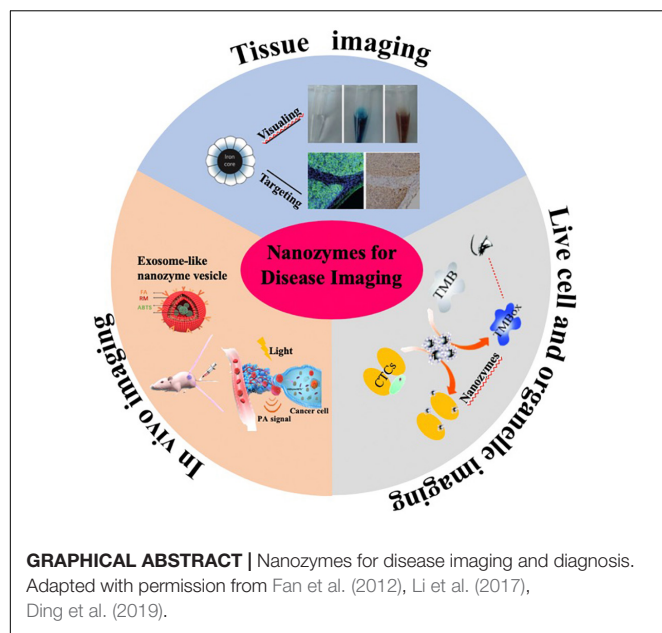 Tissue imaging
Visualing
Iron
core
Targeting
Nanozymes for
Disease Imaging
Exosome-like
nanozyme vesicle
FA
RM
ABTS
Light
Cancer cell
PA signal
In vivo imaging
TMB
TMBox
CTCs
Nanozymes
Live cell and organelle imaging
GRAPHICAL ABSTRACT | Nanozymes for disease imaging and diagnosis.
Adapted with permission from Fan et al. (2012), Li et al. (2017),
Ding et al. (2019).